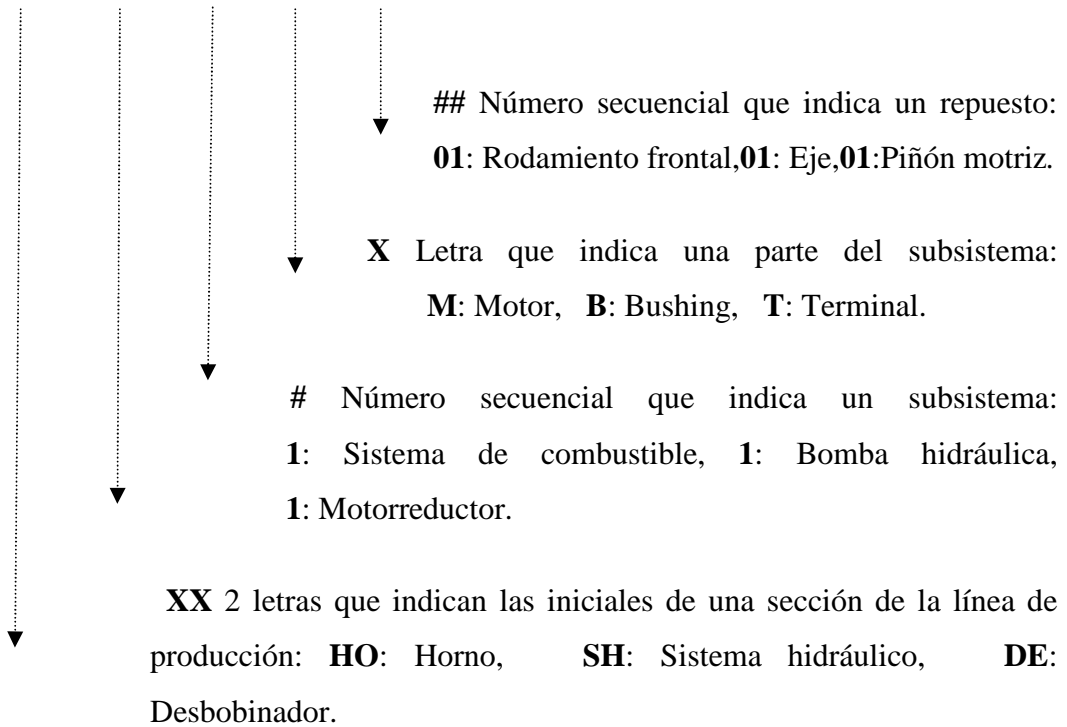 ## Número secuencial que indica un repuesto:
01: Rodamiento frontal,01: Eje,01:Piñón motriz.
X Letra que indica una parte del subsistema:
M: Motor, B: Bushing, T: Terminal.
# Número secuencial que indica un subsistema:
1: Sistema de combustible, 1: Bomba hidráulica,
1: Motorreductor.
XX 2 letras que indican las iniciales de una sección de la línea de
producción: HO: Horno, SH: Sistema hidráulico, DE:
Desbobinador.